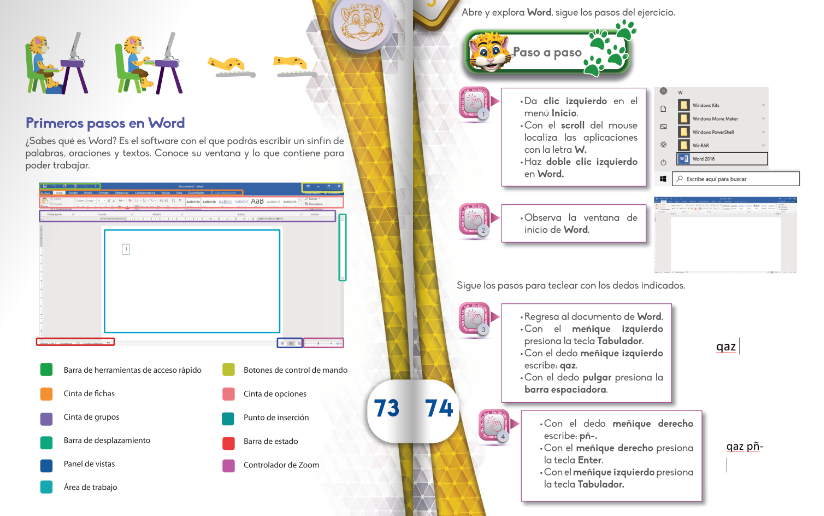 Primeros pasos en Word
¿Sabes qué es Word? Es el software con el que podrás escribir un sinfín de
palabras, oraciones y textos. Conoce su ventana y lo que contiene para
poder trabajar.
Barra de herramientas de acceso rápido
Cinta de fichas
Cinta de grupos
Barra de desplazamiento
Panel de vistas
Área de trabajo
Botones de control de mando
Cinta de opciones
Punto de inserción
Barra de estado
Controlador de Zoom
73
74
Abre y explora Word, sigue los pasos del ejercicio.
Paso a paso
1
•Da clic izquierdo en el
menú Inicio.
•Con el scroll del mouse
localiza las aplicaciones
con la letra W.
•Haz doble clic izquierdo
en Word.
W
Windows Kits
Windows Movie Maker
Windows PowerShell
WinRAR
Word 2016
Escribe aquí para buscar
2
•Observa la ventana de
inicio de Word.
Sigue los pasos para teclear con los dedos indicados.
3
•Regresa al documento de Word.
•Con el meñique izquierdo
presiona la tecla Tabulador.
•Con el dedo meñique izquierdo
escribe: qaz.
•Con el dedo pulgar presiona la
barra espaciadora.
qaz
4
•Con el dedo meñique derecho
escribe: pñ-.
•Con el meñique derecho presiona
la tecla Enter.
•Con el meñique izquierdo presiona
la tecla Tabulador.
qaz pñ-